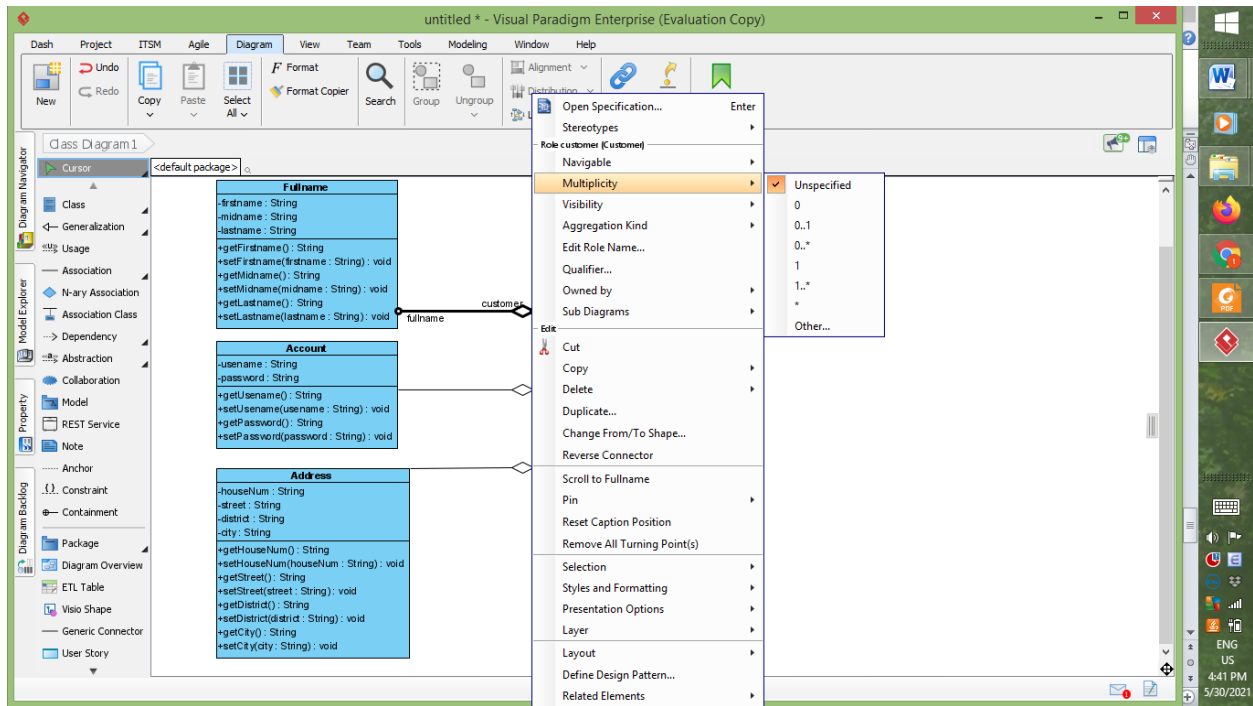 untitled * - Visual Paradigm Enterprise (Evaluation Copy)
Dash Project ITSM Agile Diagram View Team Tools Modeling Window Help
New
Undo
Redo
Copy
Paste
Select All
Format
Format Copier
Search
Group
Ungroup
Alignment
Distribution
Class Diagram1
Diagram Navigator
Model Explorer
Property
Diagram Backlog
Cursor
Class
Generalization
Usage
Association
N-ary Association
Association Class
Dependency
Abstraction
Collaboration
Model
REST Service
Note
Anchor
Constraint
Containment
Package
Diagram Overview
ETL Table
Visio Shape
Generic Connector
User Story
<default package>
Fullname
-firstname : String
-midname : String
-lastname : String
+getFirstname() : String
+setFirstname(firstname : String) : void
+getMidname() : String
+setMidname(midname : String) : void
+getLastname() : String
+setLastname(lastname : String) : void
fullname
customer
Account
-usename : String
-password : String
+getUsename() : String
+setUsename(usename : String) : void
+getPassword() : String
+setPassword(password : String) : void
Address
-houseNum : String
-street : String
-district : String
-city : String
+getHouseNum() : String
+setHouseNum(houseNum : String) : void
+getStreet() : String
+setStreet(street : String) : void
+getDistrict() : String
+setDistrict(district : String) : void
+getCity() : String
+setCity(city : String) : void
Open Specification... Enter
Stereotypes
Role customer (Customer)
Navigable
Multiplicity
Visibility
Aggregation Kind
Edit Role Name...
Qualifier...
Owned by
Sub Diagrams
Edit
Cut
Copy
Delete
Duplicate...
Change From/To Shape...
Reverse Connector
Scroll to Fullname
Pin
Reset Caption Position
Remove All Turning Point(s)
Selection
Styles and Formatting
Presentation Options
Layer
Layout
Define Design Pattern...
Related Elements
Unspecified
0
0..1
0..*
1
1..*
*
Other...
PDF
ENG
US
4:41 PM
5/30/2021